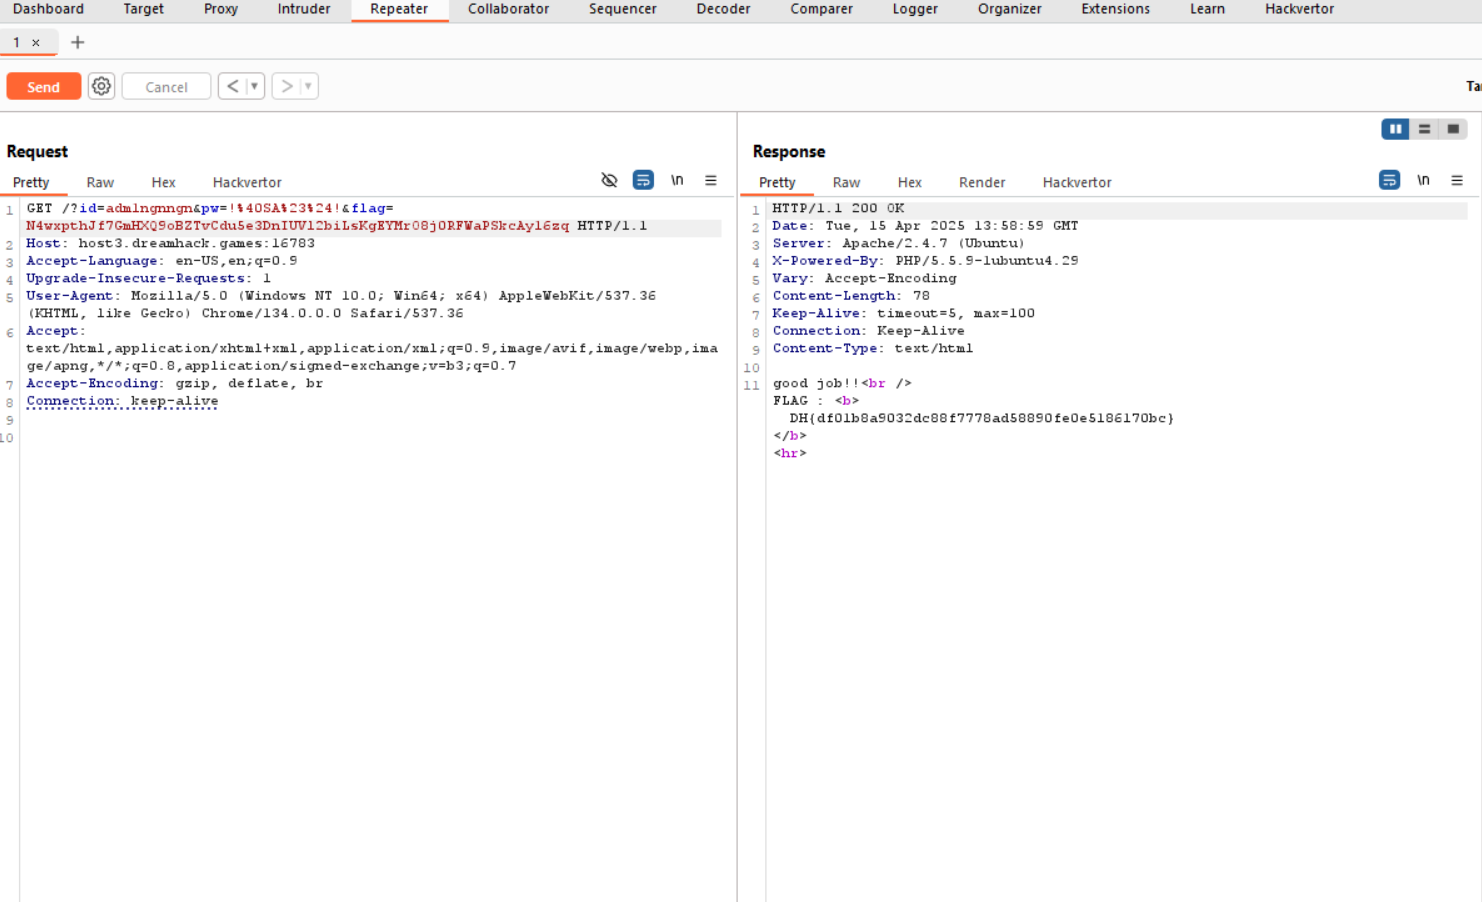 Dashboard Target Proxy Intruder Repeater Collaborator Sequencer Decoder Comparer Logger Organizer Extensions Learn Hackvertor
1 × +
Send Cancel < >
Request
Pretty Raw Hex Hackvertor \n
1 GET /?id=adm1ngnngn&pw=!%40SA%23%24!&flag=
N4wxpthJf7GmHXQ9oBZTvCdu5e3DnIUVl2biLsKgEYMr08j0RFWaPSkcAy16zq HTTP/1.1
2 Host: host3.dreamhack.games:16783
3 Accept-Language: en-US,en;q=0.9
4 Upgrade-Insecure-Requests: 1
5 User-Agent: Mozilla/5.0 (Windows NT 10.0; Win64; x64) AppleWebKit/537.36
(KHTML, like Gecko) Chrome/134.0.0.0 Safari/537.36
6 Accept:
text/html,application/xhtml+xml,application/xml;q=0.9,image/avif,image/webp,ima
ge/apng,*/*;q=0.8,application/signed-exchange;v=b3;q=0.7
7 Accept-Encoding: gzip, deflate, br
8 Connection: keep-alive
9
10
Response
Pretty Raw Hex Render Hackvertor \n
1 HTTP/1.1 200 OK
2 Date: Tue, 15 Apr 2025 13:58:59 GMT
3 Server: Apache/2.4.7 (Ubuntu)
4 X-Powered-By: PHP/5.5.9-1ubuntu4.29
5 Vary: Accept-Encoding
6 Content-Length: 78
7 Keep-Alive: timeout=5, max=100
8 Connection: Keep-Alive
9 Content-Type: text/html
10
11 good job!!<br />
FLAG : <b>
DH{df01b8a9032dc88f7778ad58890fe0e5186170bc}
</b>
<hr>